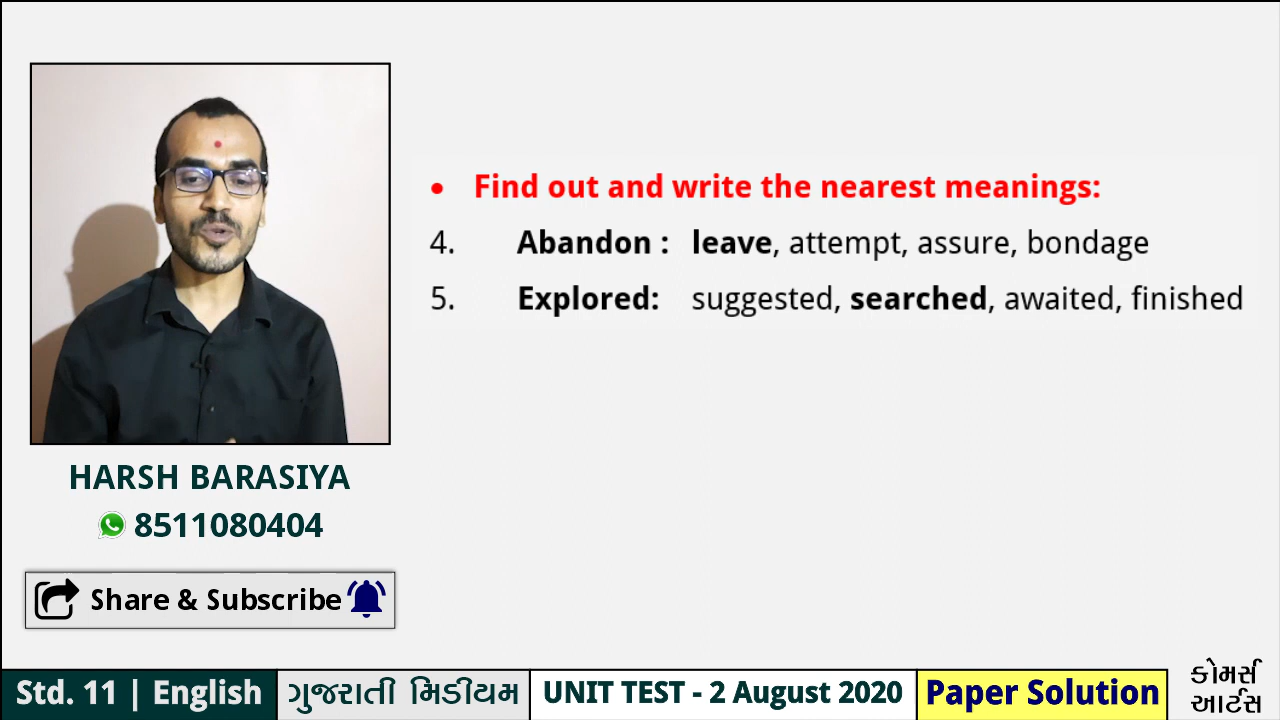 • Find out and write the nearest meanings:
4. Abandon : leave, attempt, assure, bondage
5. Explored: suggested, searched, awaited, finished
HARSH BARASIYA
8511080404
Share & Subscribe
Std. 11 | English
ગુજરાતી મિડીયમ
UNIT TEST - 2 August 2020
Paper Solution
કોમર્સ
આર્ટસ